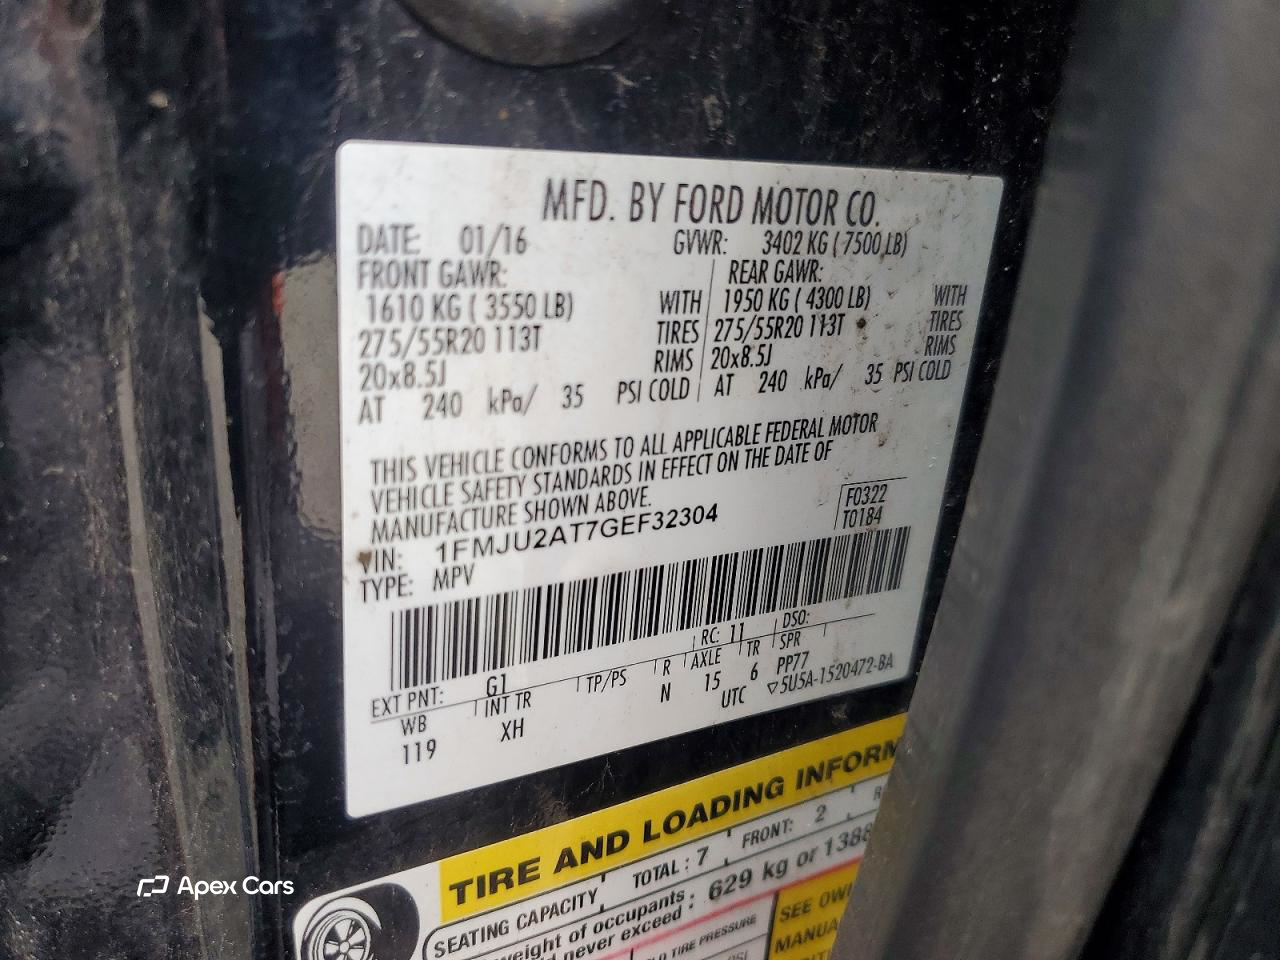 MFD. BY FORD MOTOR CO.
DATE: 01/16 GVWR: 3402 KG ( 7500 LB)
FRONT GAWR: REAR GAWR:
1610 KG ( 3550 LB) WITH 1950 KG ( 4300 LB) WITH
275/55R20 113T TIRES 275/55R20 113T TIRES
20x8.5J RIMS 20x8.5J RIMS
AT 240 kPa/ 35 PSI COLD AT 240 kPa/ 35 PSI COLD
THIS VEHICLE CONFORMS TO ALL APPLICABLE FEDERAL MOTOR
VEHICLE SAFETY STANDARDS IN EFFECT ON THE DATE OF
MANUFACTURE SHOWN ABOVE.
VIN: 1FMJU2AT7GEF32304 F0322
TYPE: MPV T0184
EXT PNT: G1 RC: 11 DSO:
WB INT TR TP/PS R AXLE TR SPR
119 XH N 15 6 PP77
UTC ▽5U5A-1520472-BA
TIRE AND LOADING INFORM
SEATING CAPACITY TOTAL: 7 FRONT: 2 R
weight of occupants : 629 kg or 1388
d never exceed
LD TIRE PRESSURE SEE OWN
MANUA
Apex Cars